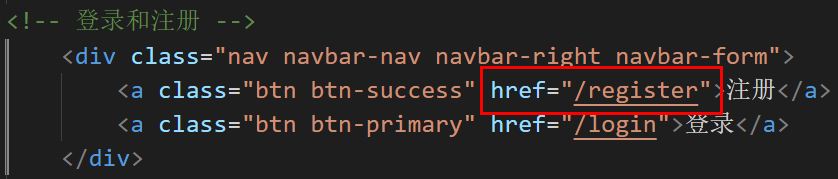 <!-- 登录和注册 -->
<div class="nav navbar-nav navbar-right navbar-form">
<a class="btn btn-success" href="/register">注册</a>
<a class="btn btn-primary" href="/login">登录</a>
</div>